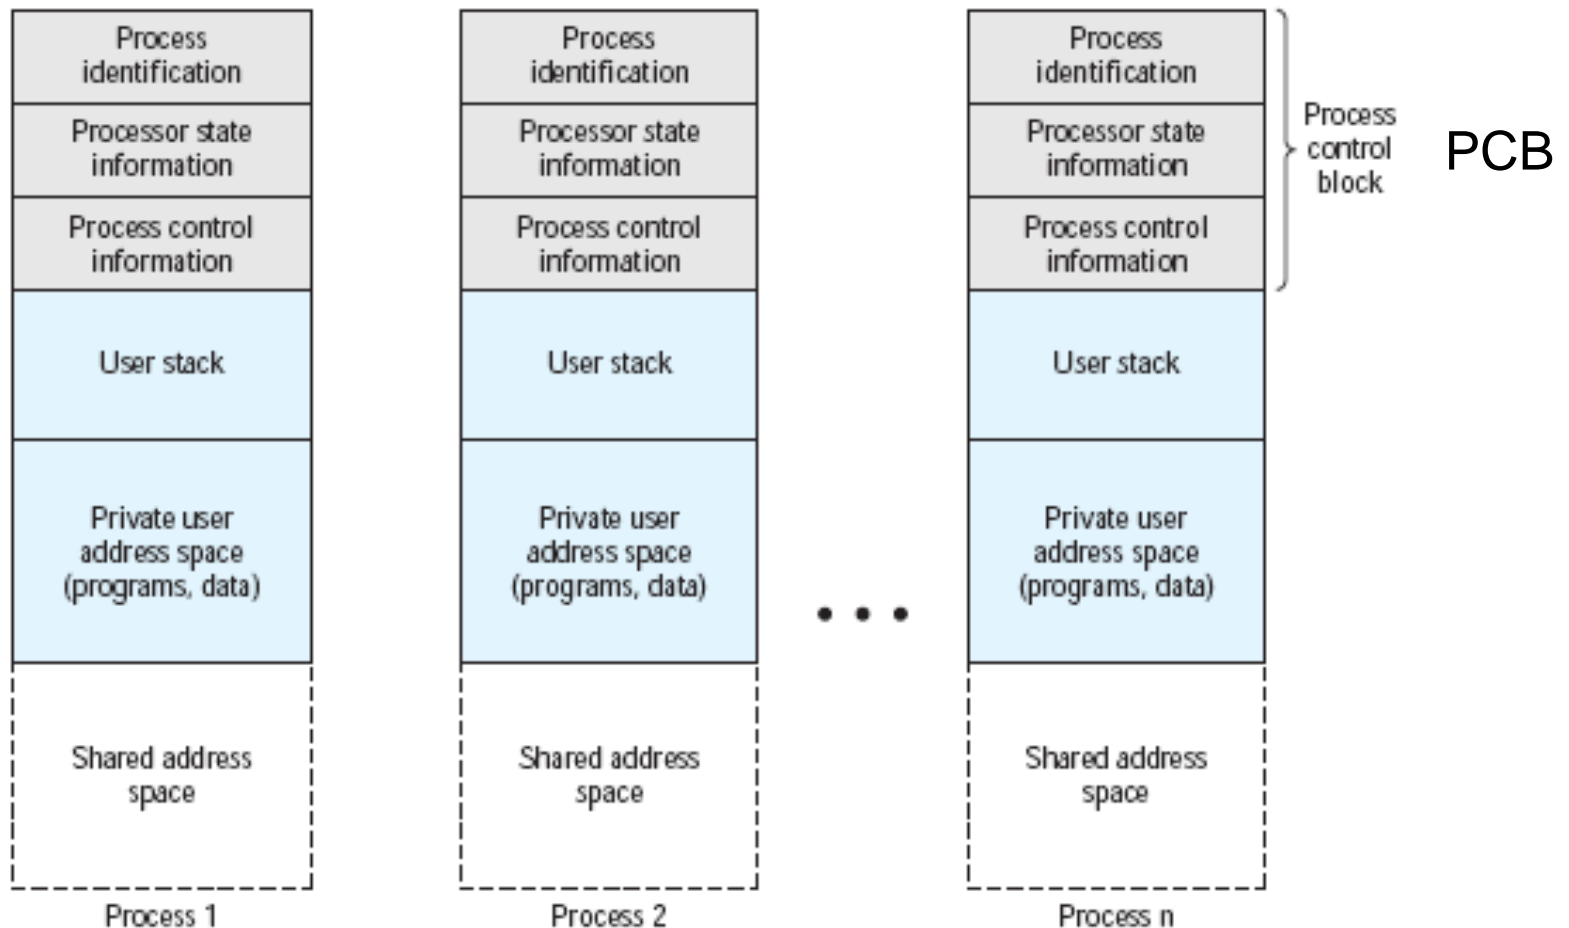 Process
identification
Processor state
information
Process control
information
User stack
Private user
address space
(programs, data)
Shared address
space
Process 1
Process
identification
Processor state
information
Process control
information
User stack
Private user
address space
(programs, data)
Shared address
space
Process 2
• • •
Process
identification
Processor state
information
Process control
information
User stack
Private user
address space
(programs, data)
Shared address
space
Process n
Process
control
block
PCB